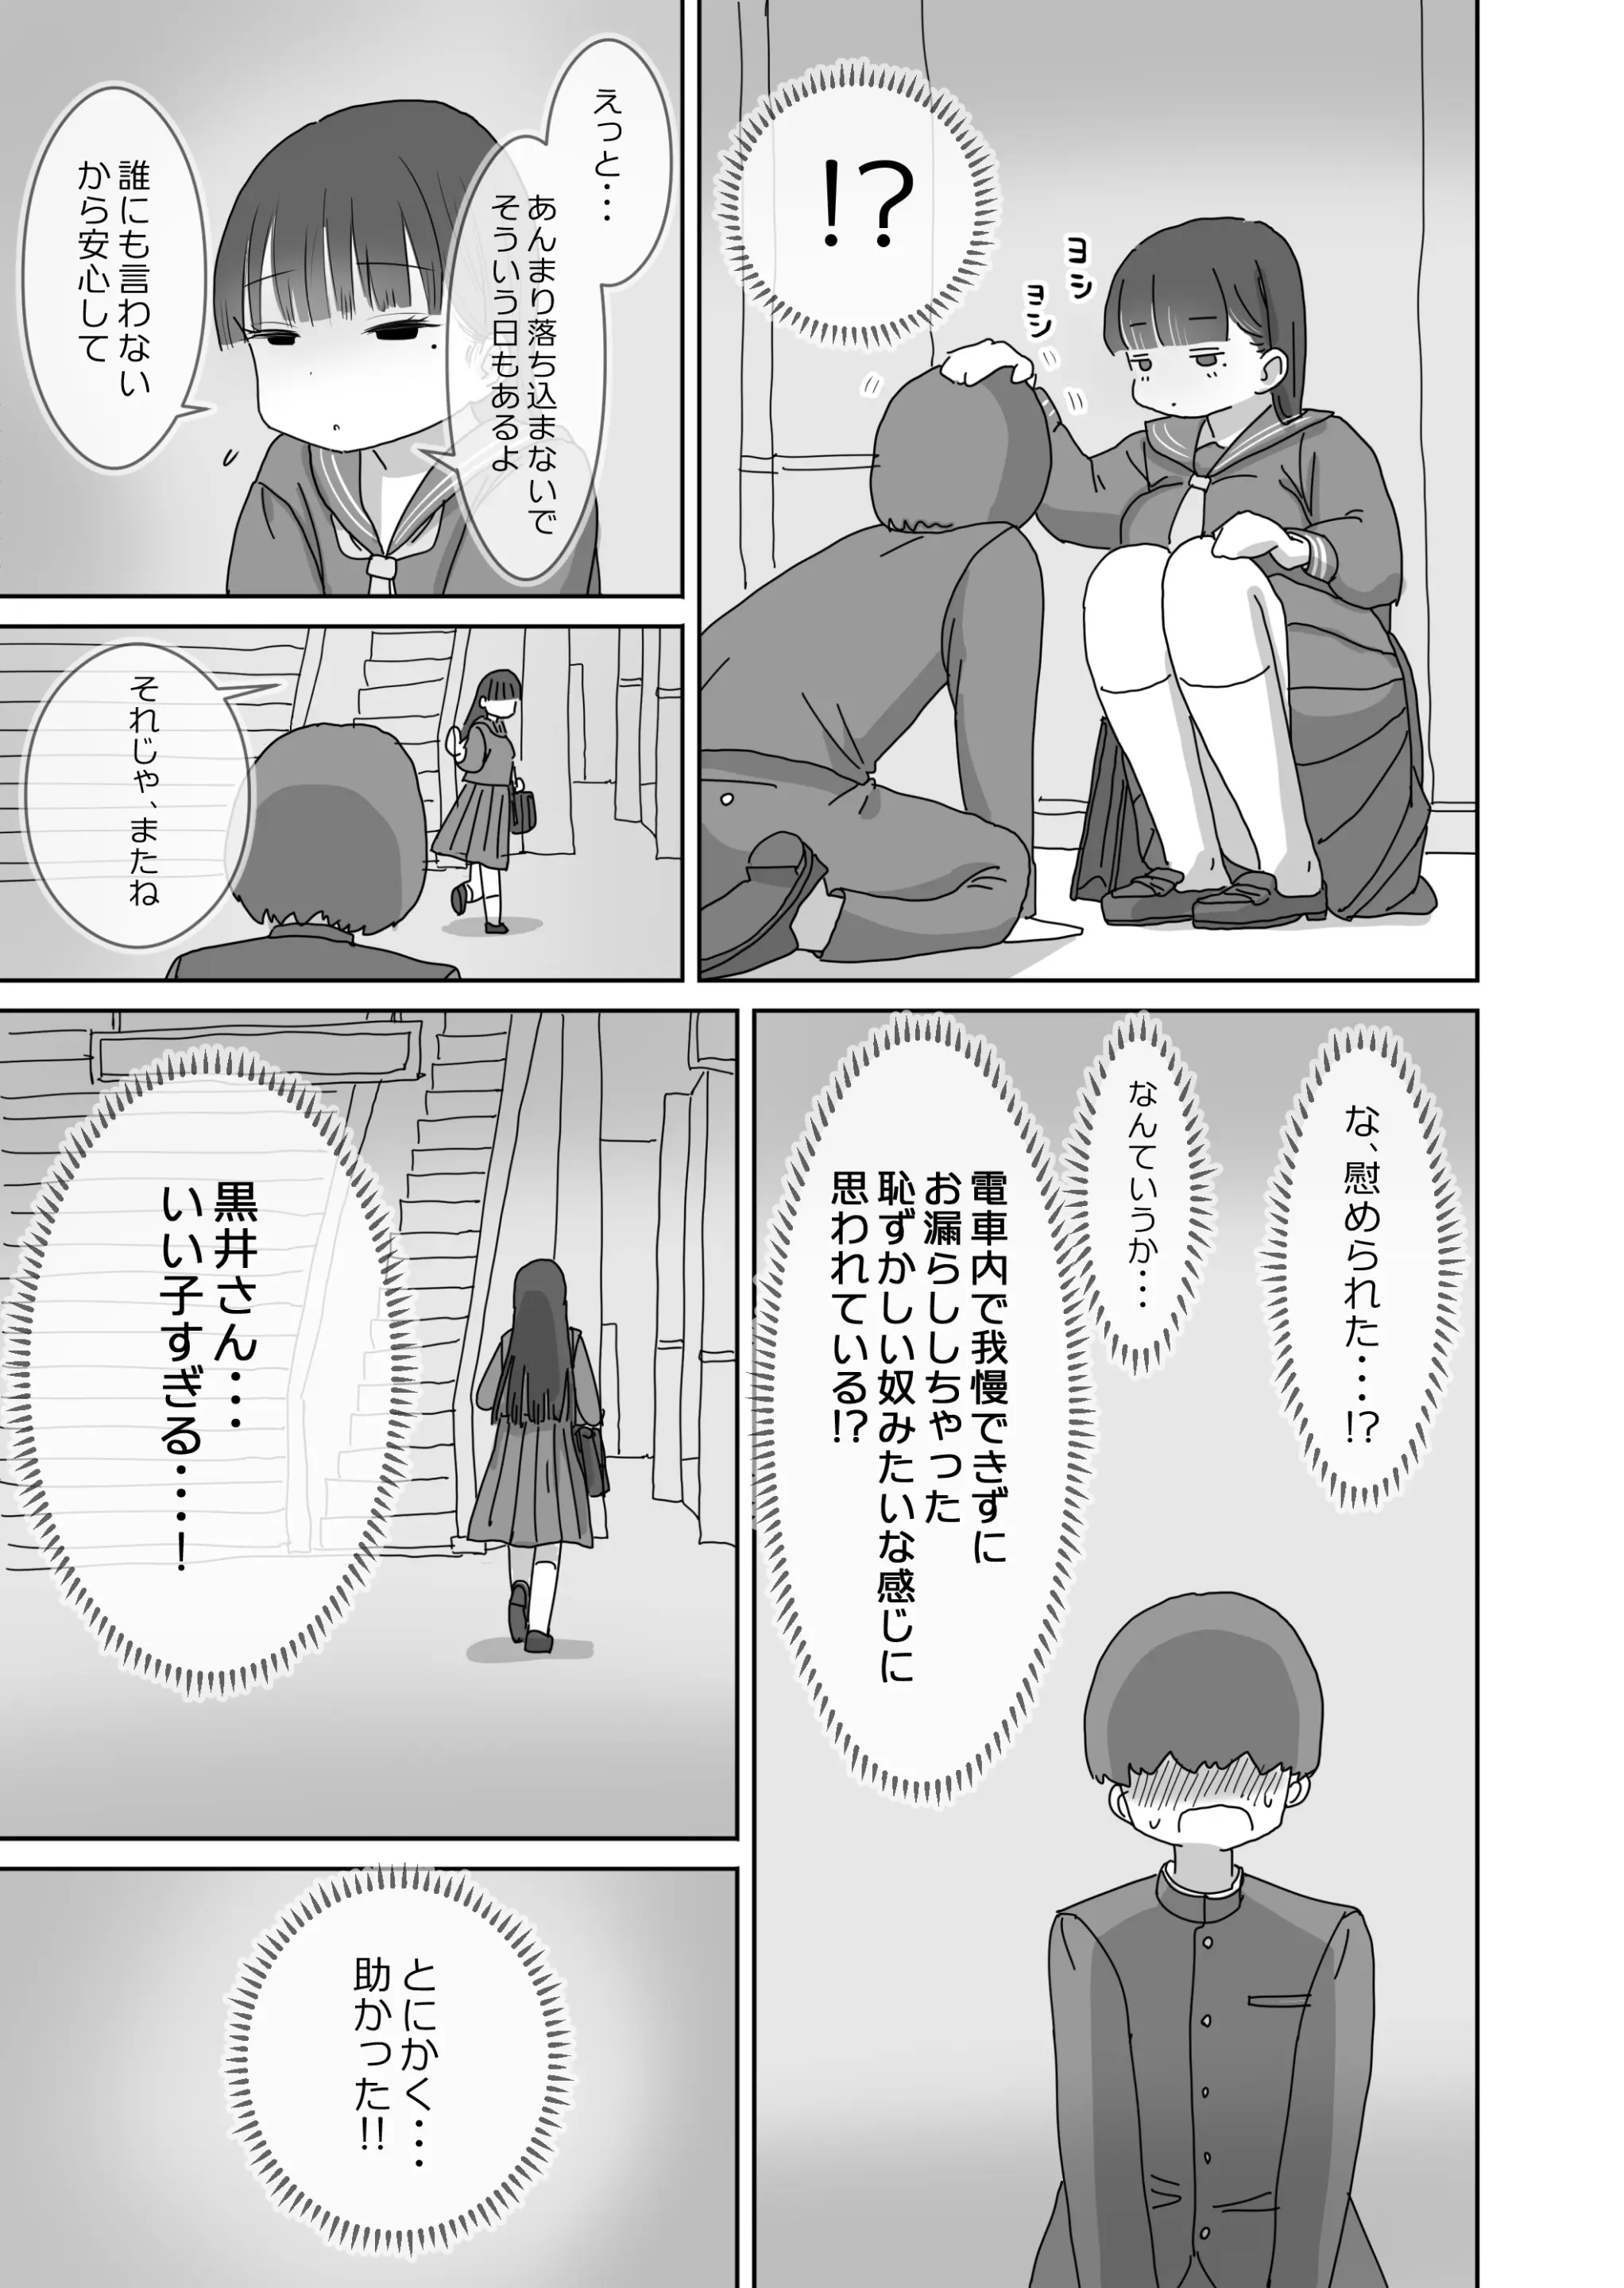 !?
ヨシ
ヨシ
えっと・・・
あんまり落ち込まないで
そういう日もあるよ
誰にも言わない
から安心して
それじゃ、またね
な、慰められた・・・!?
なんていうか・・・
電車内で我慢できずに
お漏らししちゃった
恥ずかしい奴みたいな感じに
思われている!?
黒井さん・・・
いい子すぎる・・・・!
とにかく・・・
助かった!!